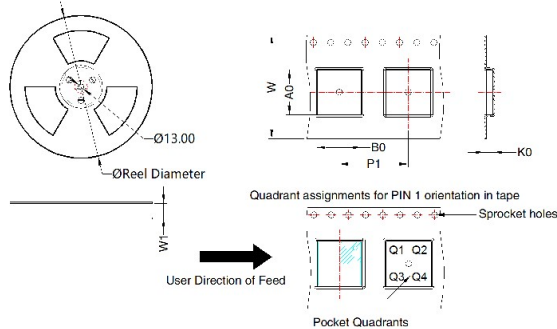 W
A0
B0
P1
K0
Ø13.00
ØReel Diameter
W1
Quadrant assignments for PIN 1 orientation in tape
Sprocket holes
Q1 Q2
Q3 Q4
User Direction of Feed
Pocket Quadrants